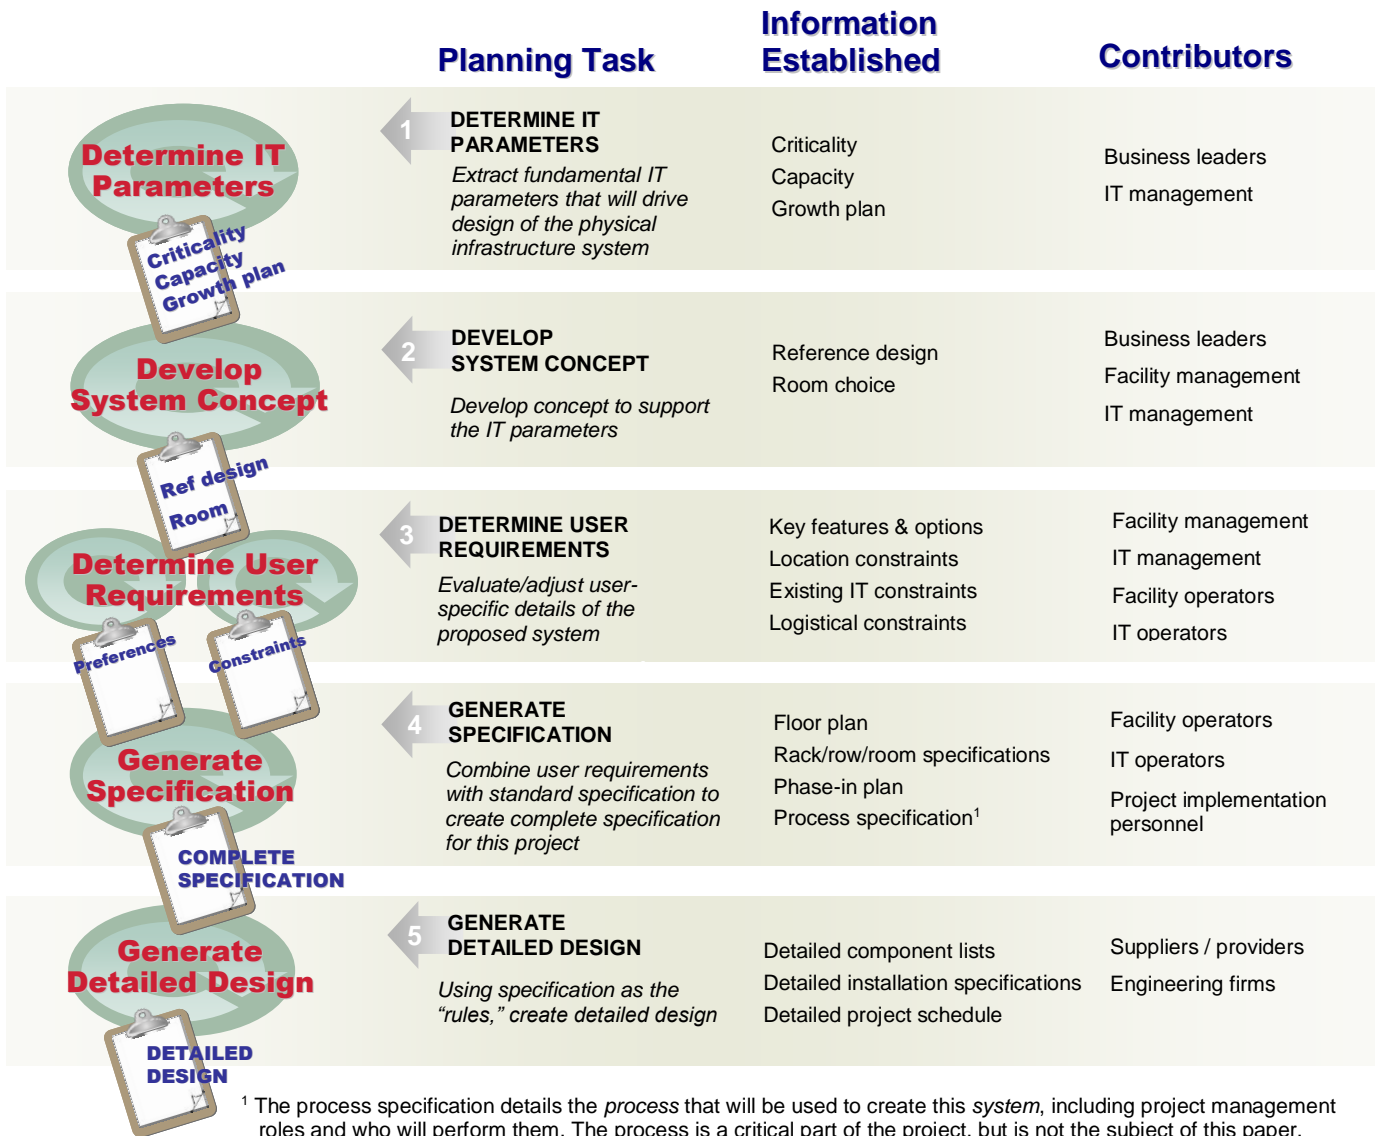 Planning Task
Information
Established
Contributors
Determine IT
Parameters
Criticality
Capacity
Growth plan
1
DETERMINE IT
PARAMETERS
Extract fundamental IT
parameters that will drive
design of the physical
infrastructure system
Criticality
Capacity
Growth plan
Business leaders
IT management
Develop
System Concept
Ref design
Room
2
DEVELOP
SYSTEM CONCEPT
Develop concept to support
the IT parameters
Reference design
Room choice
Business leaders
Facility management
IT management
Determine User
Requirements
Preferences
Constraints
3
DETERMINE USER
REQUIREMENTS
Evaluate/adjust user-
specific details of the
proposed system
Key features & options
Location constraints
Existing IT constraints
Logistical constraints
Facility management
IT management
Facility operators
IT operators
Generate
Specification
COMPLETE
SPECIFICATION
4
GENERATE
SPECIFICATION
Combine user requirements
with standard specification to
create complete specification
for this project
Floor plan
Rack/row/room specifications
Phase-in plan
Process specification¹
Facility operators
IT operators
Project implementation
personnel
Generate
Detailed Design
DETAILED
DESIGN
5
GENERATE
DETAILED DESIGN
Using specification as the
“rules,” create detailed design
Detailed component lists
Detailed installation specifications
Detailed project schedule
Suppliers / providers
Engineering firms
¹ The process specification details the process that will be used to create this system, including project management
roles and who will perform them. The process is a critical part of the project, but is not the subject of this paper.